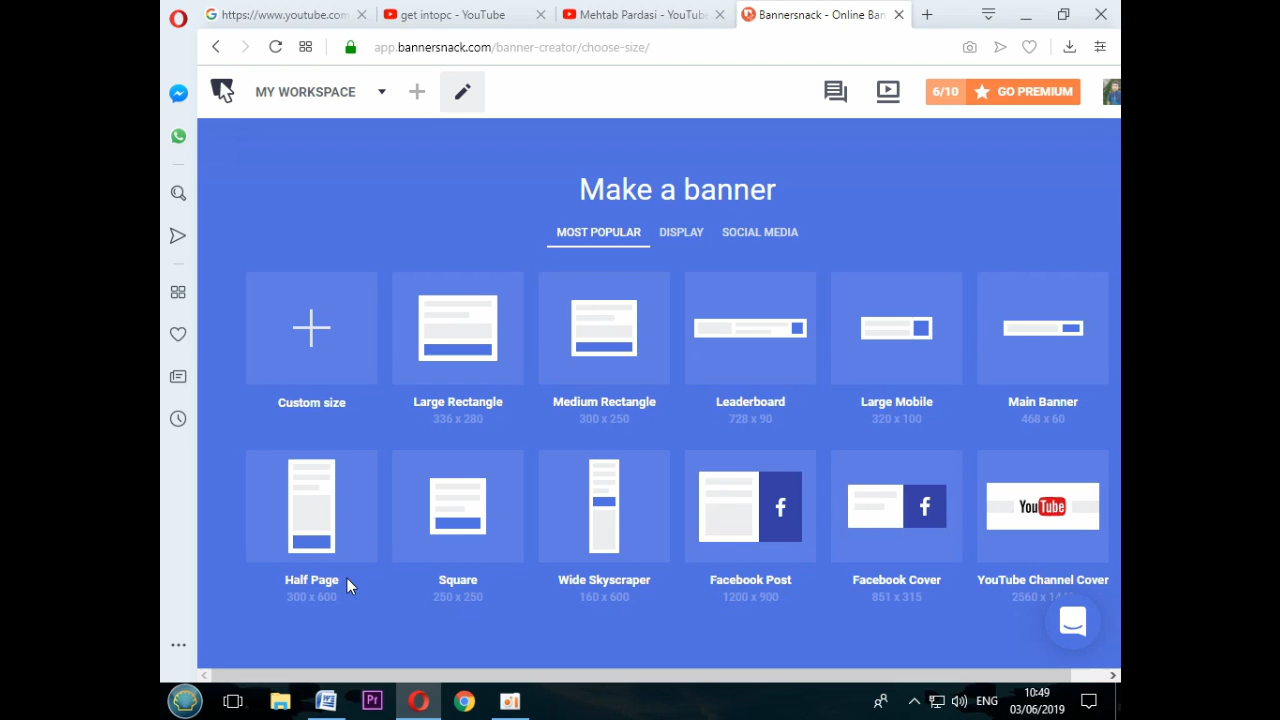 https://www.youtube.com
get intopc - YouTube
Mehtab Pardasi - YouTube
Bannersnack - Online Ban
app.bannersnack.com/banner-creator/choose-size/
MY WORKSPACE
6/10
GO PREMIUM
Make a banner
MOST POPULAR
DISPLAY
SOCIAL MEDIA
Custom size
Large Rectangle
336 x 280
Medium Rectangle
300 x 250
Leaderboard
728 x 90
Large Mobile
320 x 100
Main Banner
468 x 60
YouTube
Half Page
300 x 600
Square
250 x 250
Wide Skyscraper
160 x 600
Facebook Post
1200 x 900
Facebook Cover
851 x 315
YouTube Channel Cover
2560 x
Pr
ENG
10:49
03/06/2019